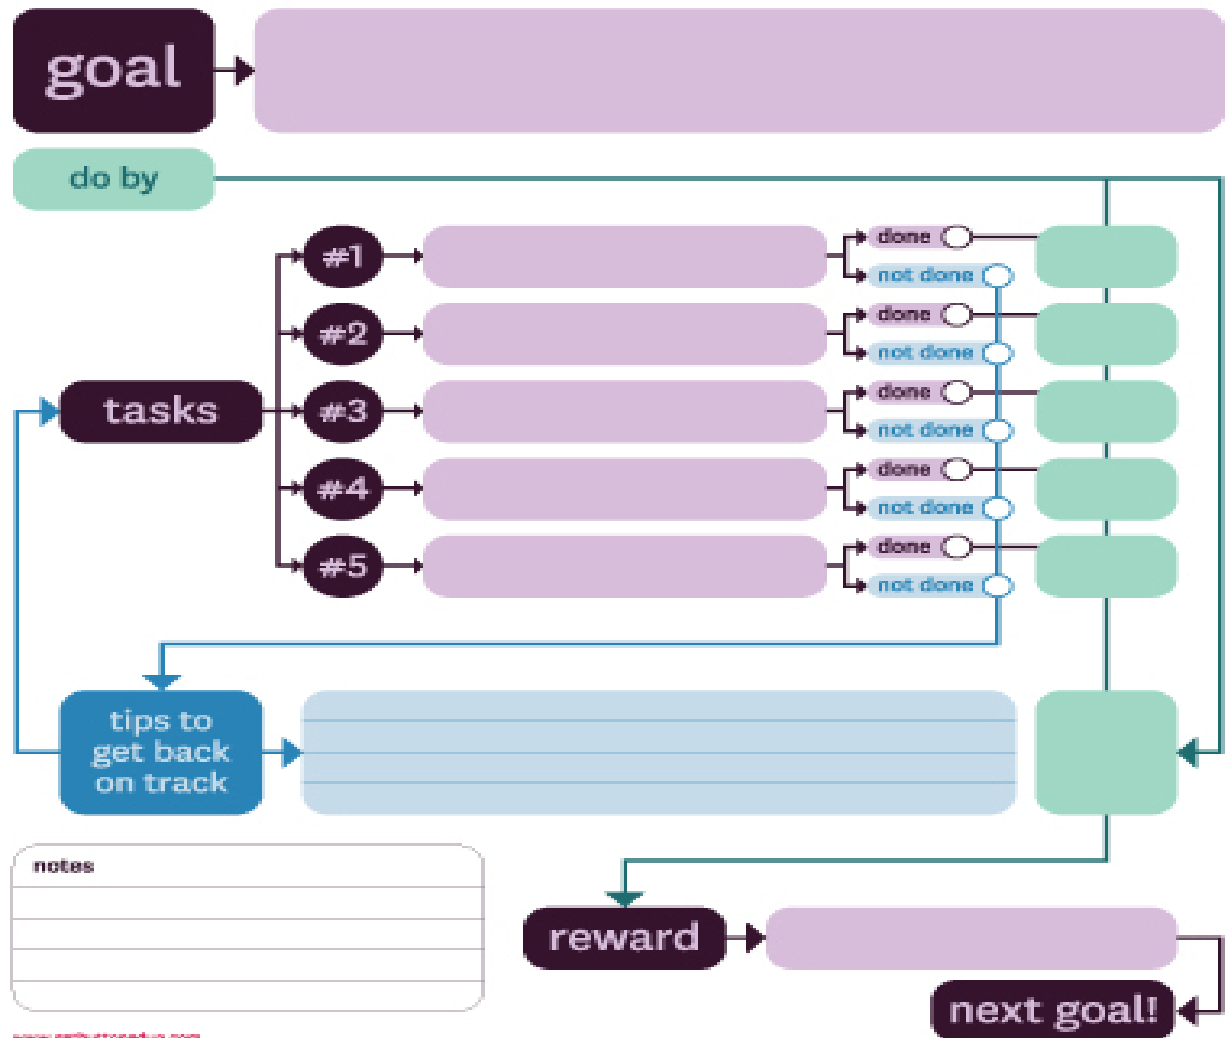 goal
do by
#1
done
not done
#2
done
not done
tasks
#3
done
not done
#4
done
not done
#5
done
not done
tips to
get back
on track
notes
reward
next goal!